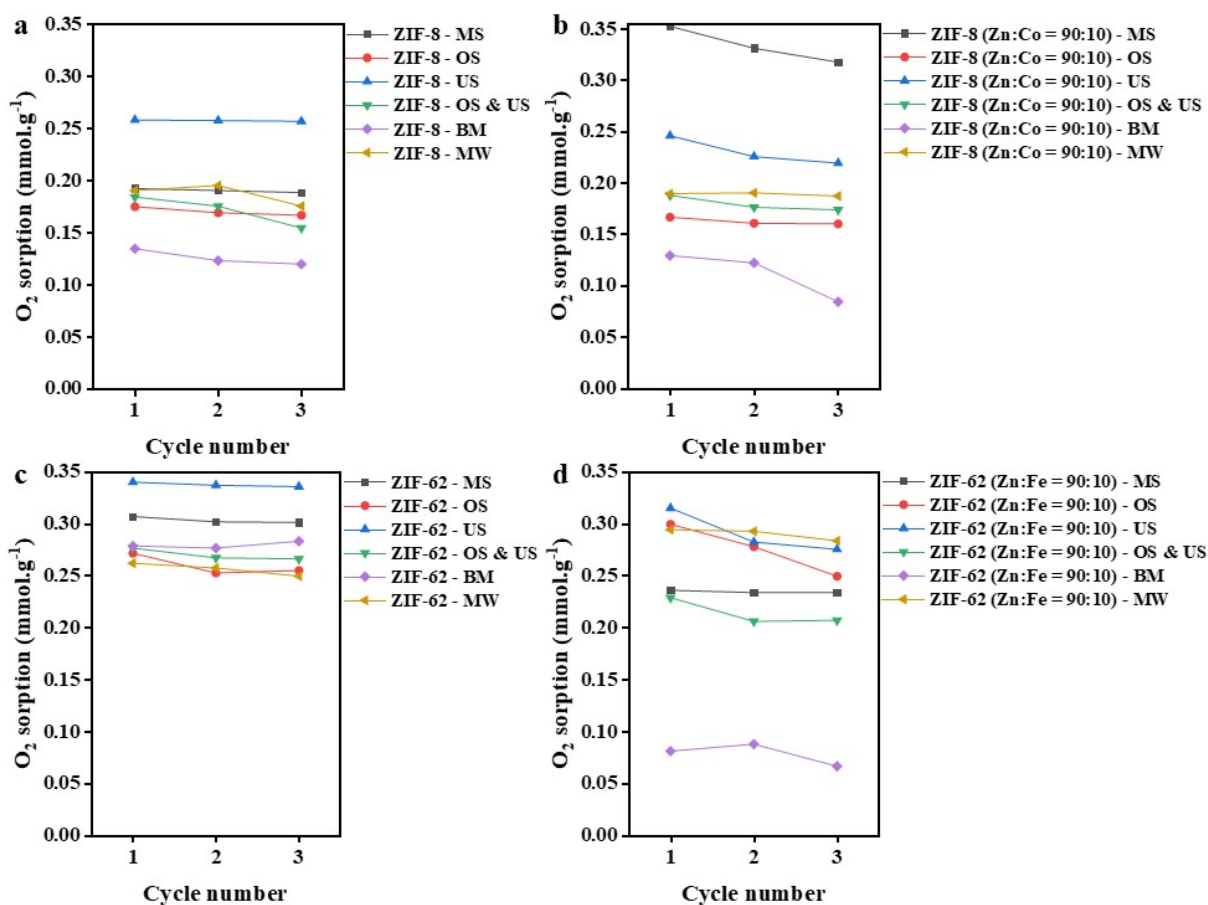 a
0.35
0.30
0.25
0.20
0.15
0.10
0.05
0.00
O₂ sorption (mmol.g⁻¹)
1 2 3
Cycle number
ZIF-8 - MS
ZIF-8 - OS
ZIF-8 - US
ZIF-8 - OS & US
ZIF-8 - BM
ZIF-8 - MW
b
0.35
0.30
0.25
0.20
0.15
0.10
0.05
0.00
O₂ sorption (mmol.g⁻¹)
1 2 3
Cycle number
ZIF-8 (Zn:Co = 90:10) - MS
ZIF-8 (Zn:Co = 90:10) - OS
ZIF-8 (Zn:Co = 90:10) - US
ZIF-8 (Zn:Co = 90:10) - OS & US
ZIF-8 (Zn:Co = 90:10) - BM
ZIF-8 (Zn:Co = 90:10) - MW
c
0.35
0.30
0.25
0.20
0.15
0.10
0.05
0.00
O₂ sorption (mmol.g⁻¹)
1 2 3
Cycle number
ZIF-62 - MS
ZIF-62 - OS
ZIF-62 - US
ZIF-62 - OS & US
ZIF-62 - BM
ZIF-62 - MW
d
0.35
0.30
0.25
0.20
0.15
0.10
0.05
0.00
O₂ sorption (mmol.g⁻¹)
1 2 3
Cycle number
ZIF-62 (Zn:Fe = 90:10) - MS
ZIF-62 (Zn:Fe = 90:10) - OS
ZIF-62 (Zn:Fe = 90:10) - US
ZIF-62 (Zn:Fe = 90:10) - OS & US
ZIF-62 (Zn:Fe = 90:10) - BM
ZIF-62 (Zn:Fe = 90:10) - MW